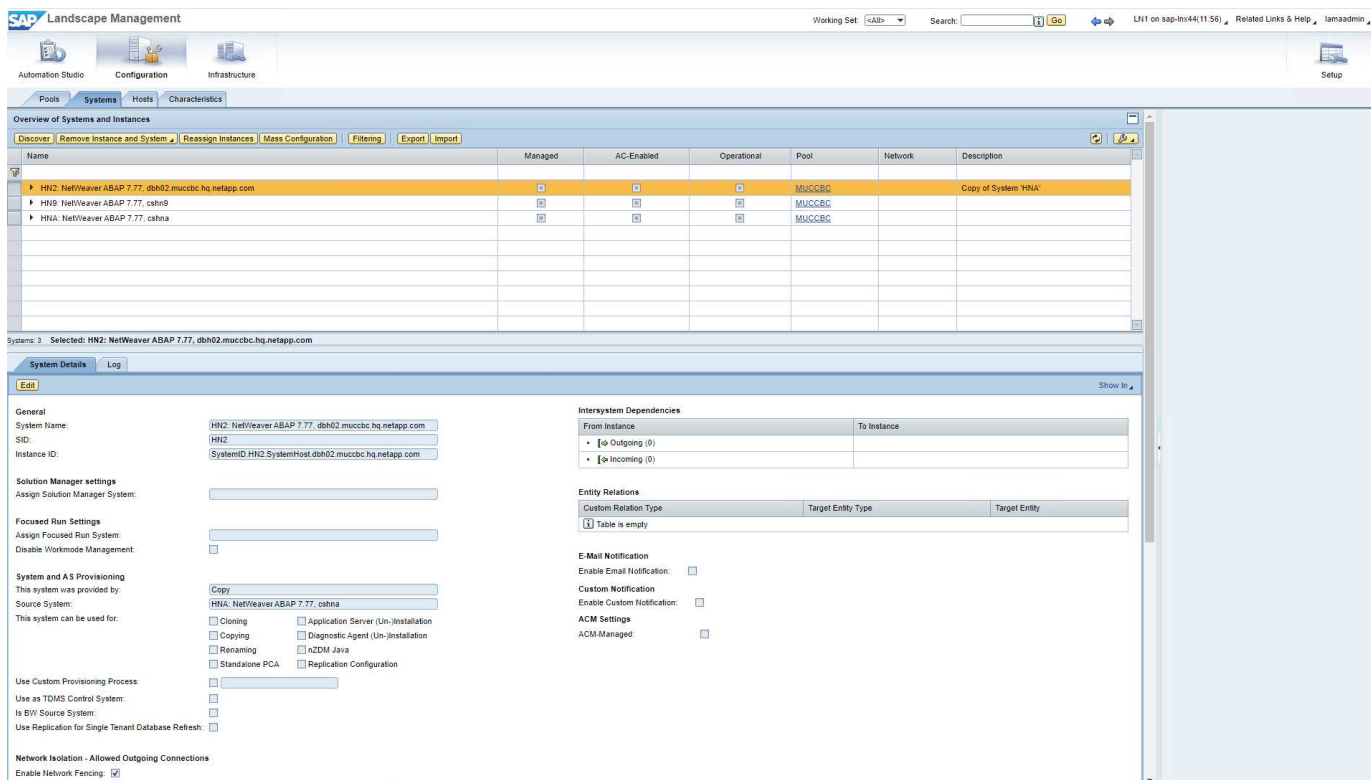 SAP Landscape Management
Working Set: <All> Search: Go LN1 on sap-lnx44(11:56) Related Links & Help lamaadmin
Automation Studio Configuration Infrastructure Setup
Pools Systems Hosts Characteristics
Overview of Systems and Instances
Discover Remove Instance and System Reassign Instances Mass Configuration Filtering Export Import
Name Managed AC-Enabled Operational Pool Network Description
HN2: NetWeaver ABAP 7.77, dbh02.muccbc.hq.netapp.com MUCCBC Copy of System 'HNA'
HN9: NetWeaver ABAP 7.77, cshn9 MUCCBC
HNA: NetWeaver ABAP 7.77, cshna MUCCBC
Systems: 3 Selected: HN2: NetWeaver ABAP 7.77, dbh02.muccbc.hq.netapp.com
System Details Log
Edit Show In
General
System Name: HN2: NetWeaver ABAP 7.77, dbh02.muccbc.hq.netapp.com
SID: HN2
Instance ID: SystemID.HN2.SystemHost.dbh02.muccbc.hq.netapp.com
Solution Manager settings
Assign Solution Manager System:
Focused Run Settings
Assign Focused Run System:
Disable Workmode Management:
System and AS Provisioning
This system was provided by: Copy
Source System: HNA: NetWeaver ABAP 7.77, cshna
This system can be used for: Cloning Application Server (Un-)Installation
Copying Diagnostic Agent (Un-)Installation
Renaming nZDM Java
Standalone PCA Replication Configuration
Use Custom Provisioning Process:
Use as TDMS Control System:
Is BW Source System:
Use Replication for Single Tenant Database Refresh:
Network Isolation - Allowed Outgoing Connections
Enable Network Fencing:
Intersystem Dependencies
From Instance To Instance
Outgoing (0)
Incoming (0)
Entity Relations
Custom Relation Type Target Entity Type Target Entity
Table is empty
E-Mail Notification
Enable Email Notification:
Custom Notification
Enable Custom Notification:
ACM Settings
ACM-Managed: